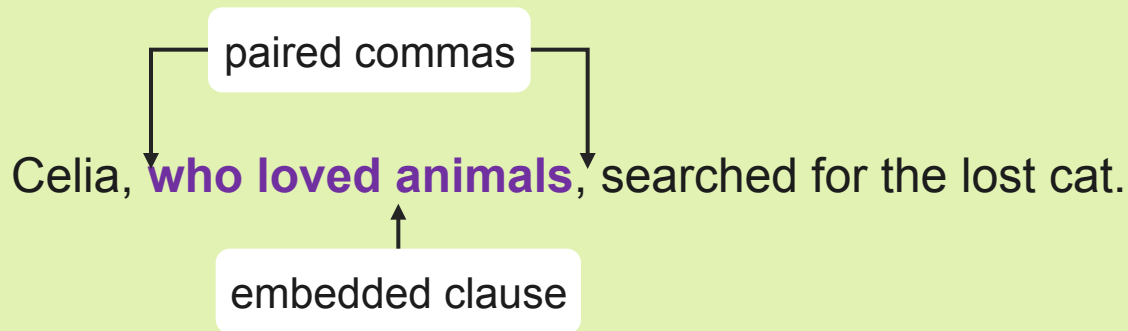 paired commas
Celia, who loved animals, searched for the lost cat.
embedded clause